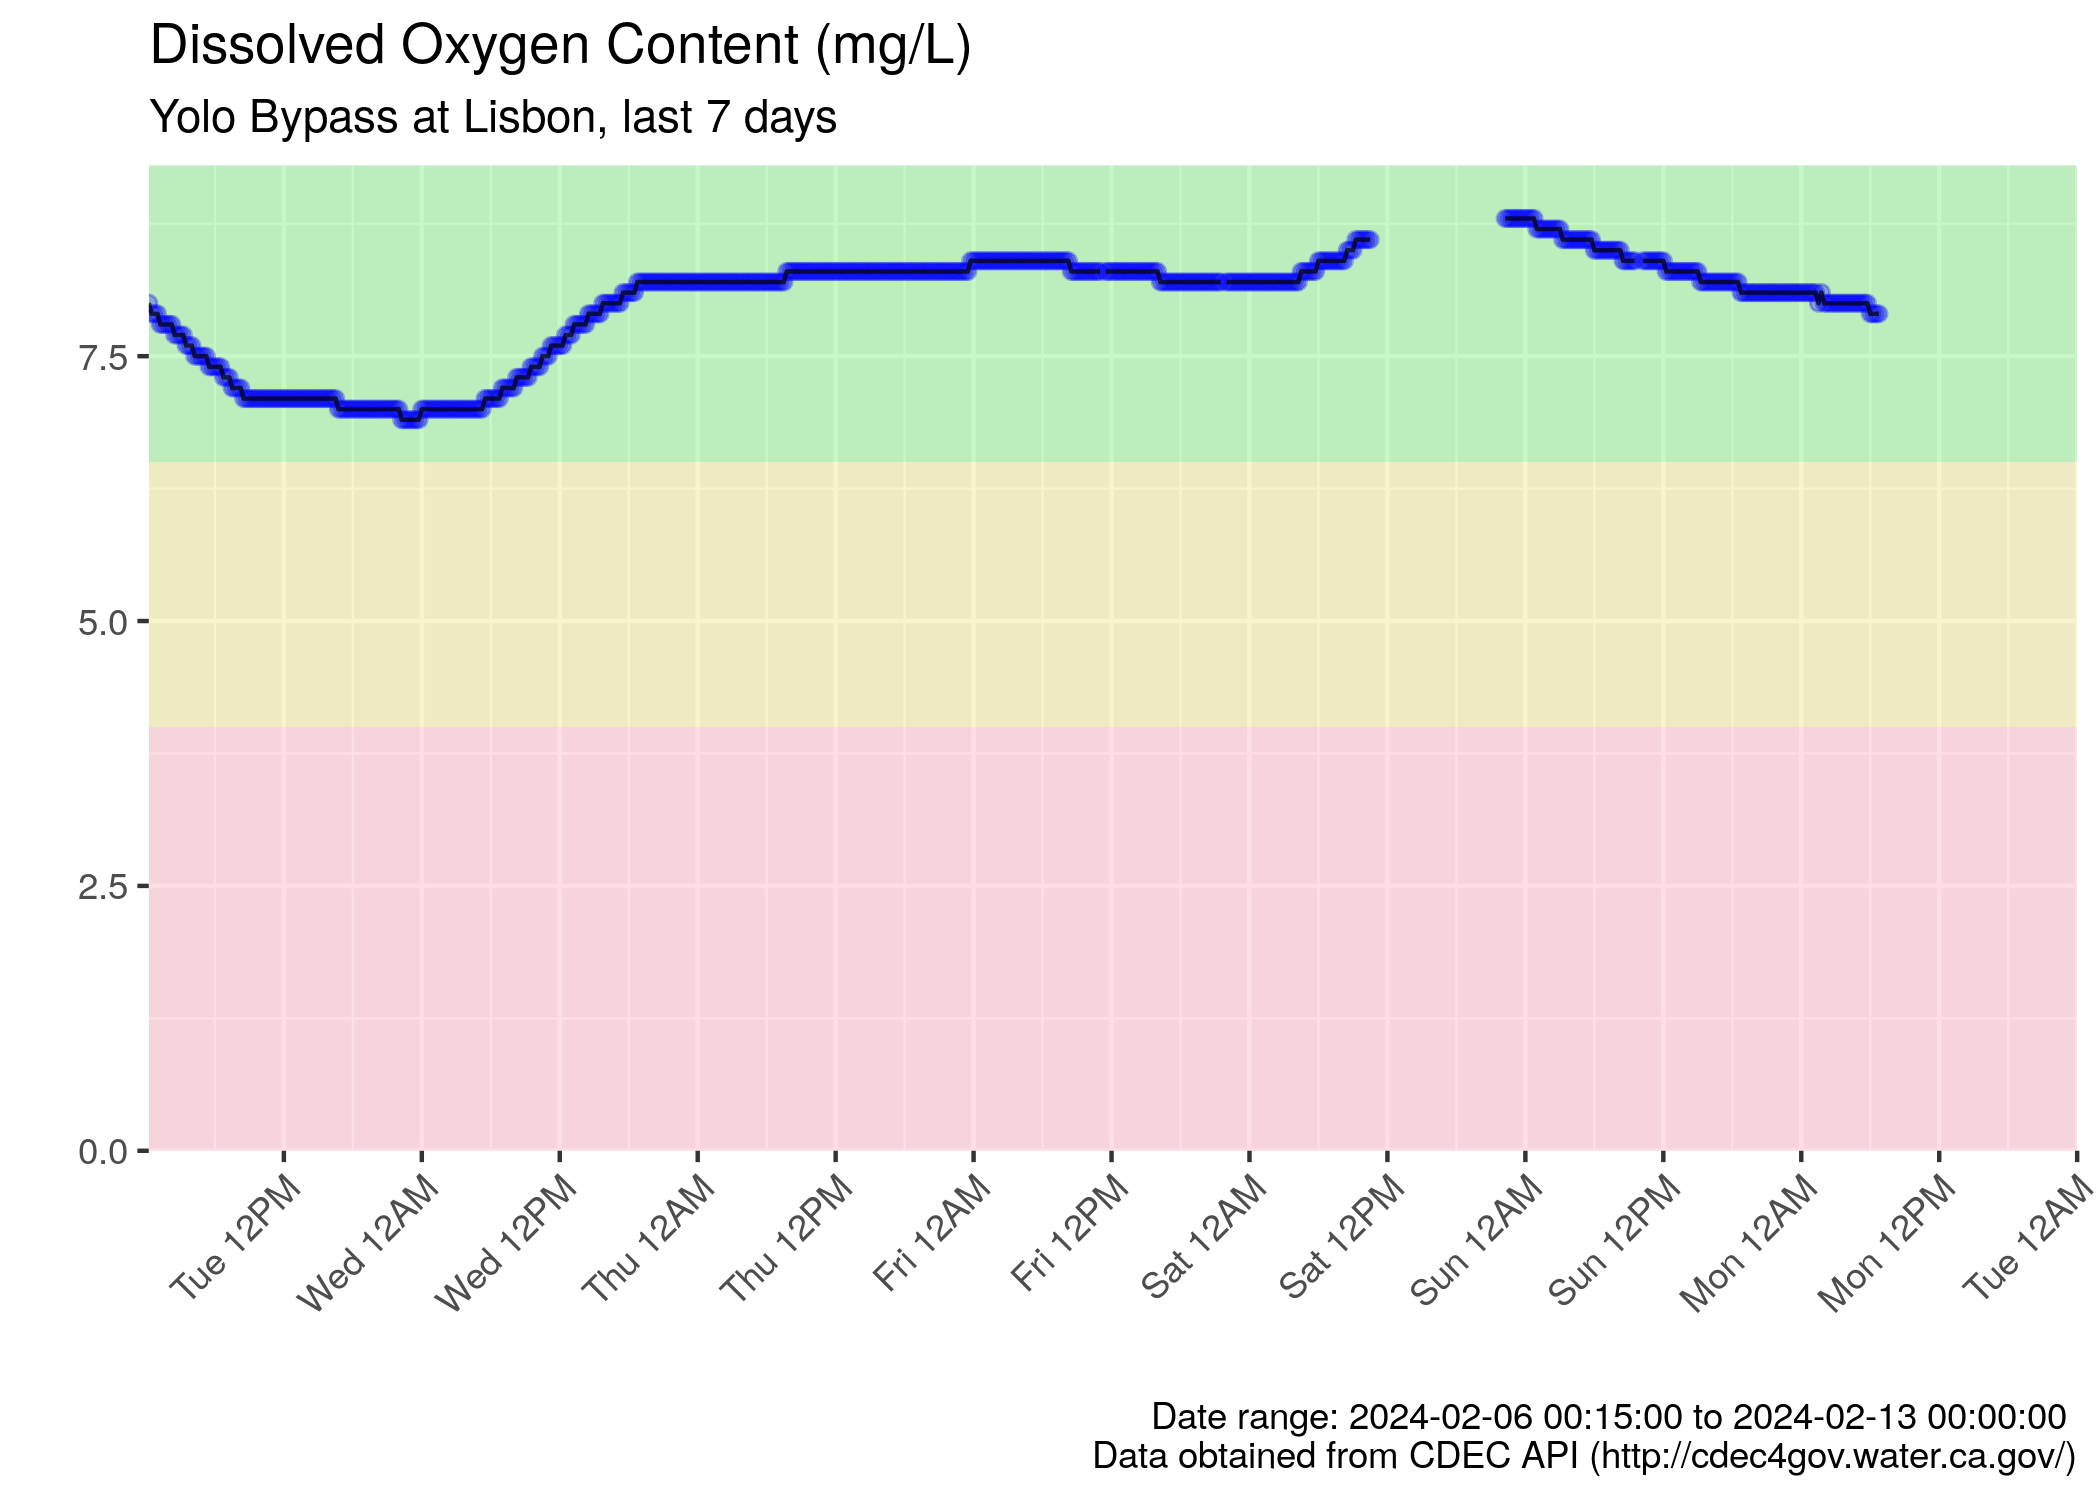 Dissolved Oxygen Content (mg/L)
Yolo Bypass at Lisbon, last 7 days
7.5
5.0
2.5
0.0
Tue 12PM
Wed 12AM
Wed 12PM
Thu 12AM
Thu 12PM
Fri 12AM
Fri 12PM
Sat 12AM
Sat 12PM
Sun 12AM
Sun 12PM
Mon 12AM
Mon 12PM
Tue 12AM
Date range: 2024-02-06 00:15:00 to 2024-02-13 00:00:00
Data obtained from CDEC API (http://cdec4gov.water.ca.gov/)